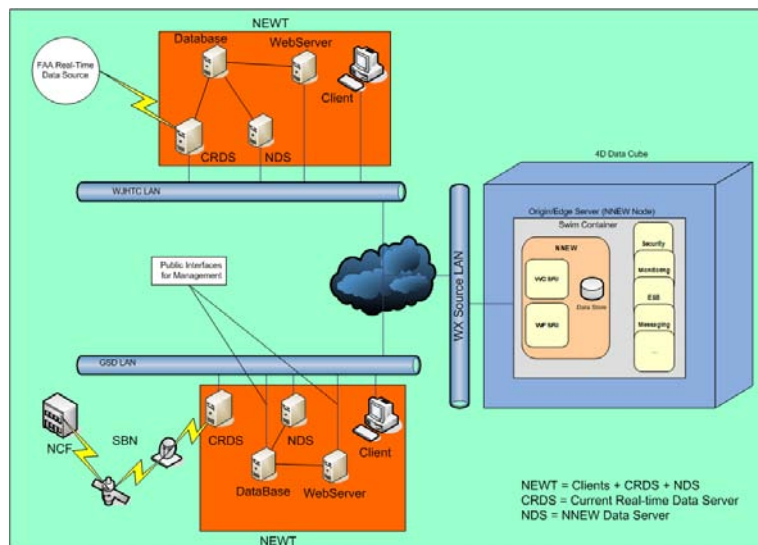 NEWT
Database
WebServer
FAA Real-Time
Data Source
Client
CRDS
NDS
WJHTC LAN
4D Data Cube
Origin/Edge Server (NNEW Node)
Swim Container
NNEW
Security
Monitoring
ESB
Messaging
...
Data Store
Public Interfaces
for Management
WX Source LAN
GSD LAN
NCF
SBN
CRDS
NDS
Client
DataBase
WebServer
NEWT
NEWT = Clients + CRDS + NDS
CRDS = Current Real-time Data Server
NDS = NNEW Data Server